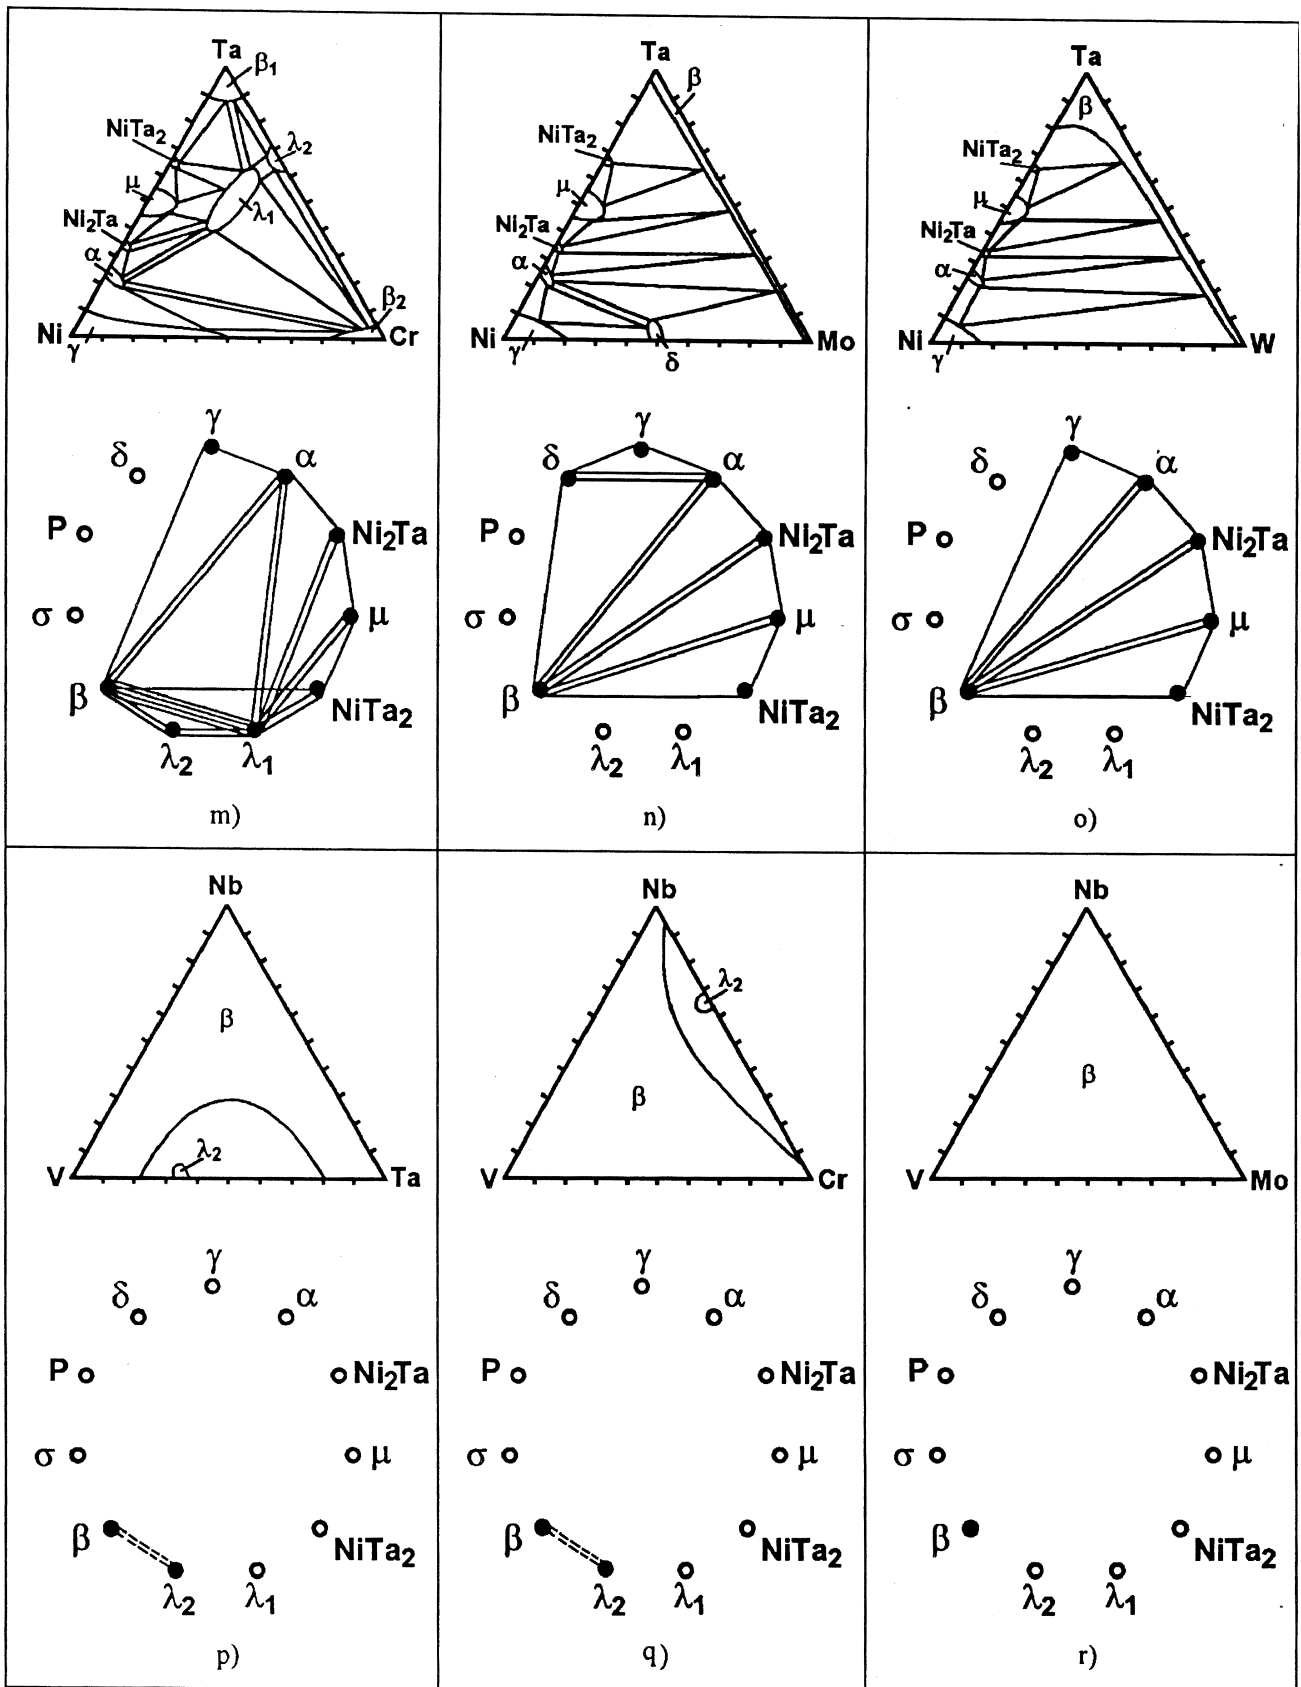 Ta
β₁
NiTa₂
λ₂
μ
λ₁
Ni₂Ta
α
β₂
Ni
γ
Cr
γ
δ
α
P
Ni₂Ta
σ
μ
β
NiTa₂
λ₂
λ₁
m)
Ta
β
NiTa₂
μ
Ni₂Ta
α
Ni
γ
δ
Mo
γ
δ
α
P
Ni₂Ta
σ
μ
β
NiTa₂
λ₂
λ₁
n)
Ta
β
NiTa₂
μ
Ni₂Ta
α
Ni
γ
W
γ
δ
α
P
Ni₂Ta
σ
μ
β
NiTa₂
λ₂
λ₁
o)
Nb
β
λ₂
V
Ta
γ
δ
α
P
Ni₂Ta
σ
μ
β
NiTa₂
λ₂
λ₁
p)
Nb
λ₂
β
V
Cr
γ
δ
α
P
Ni₂Ta
σ
μ
β
NiTa₂
λ₂
λ₁
q)
Nb
β
V
Mo
γ
δ
α
P
Ni₂Ta
σ
μ
β
NiTa₂
λ₂
λ₁
r)